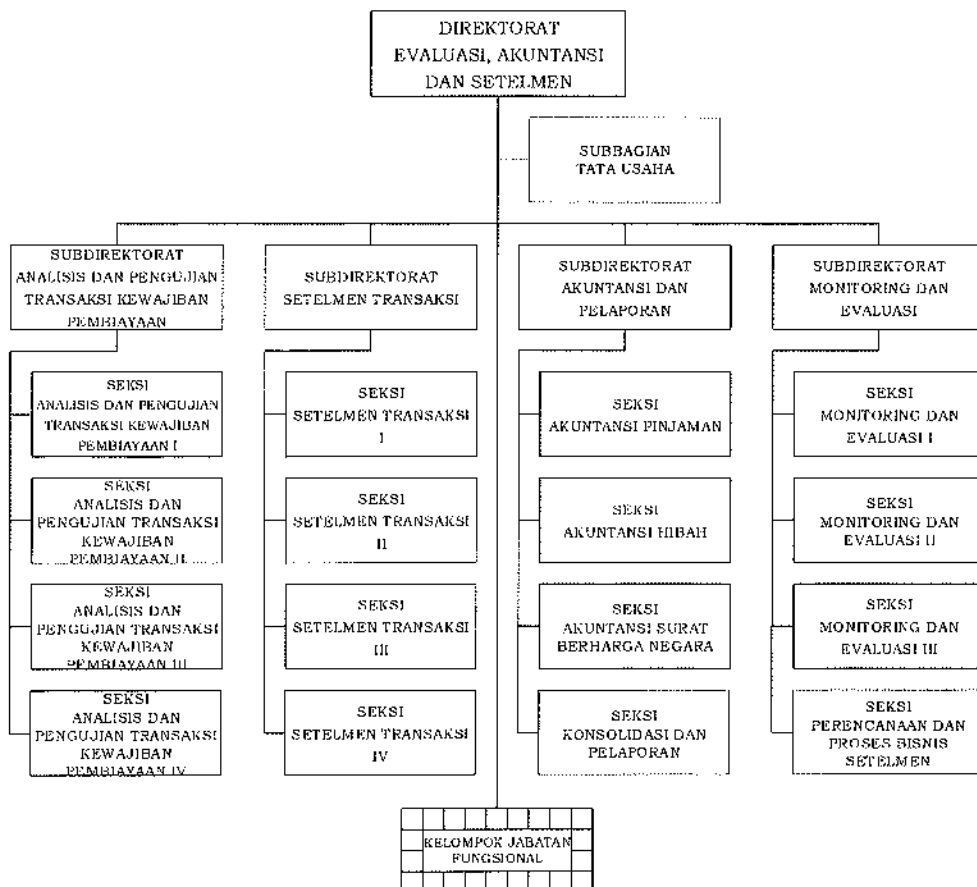 DIREKTORAT
EVALUASI, AKUNTANSI
DAN SETELMEN
SUBBAGIAN
TATA USAHA
SUBDIREKTORAT
ANALISIS DAN PENGUJIAN
TRANSAKSI KEWAJIBAN
PEMBIAYAAN
SUBDIREKTORAT
SETELMEN TRANSAKSI
SUBDIREKTORAT
AKUNTANSI DAN
PELAPORAN
SUBDIREKTORAT
MONITORING DAN
EVALUASI
SEKSI
ANALISIS DAN PENGUJIAN
TRANSAKSI KEWAJIBAN
PEMBIAYAAN I
SEKSI
SETELMEN TRANSAKSI
I
SEKSI
AKUNTANSI PINJAMAN
SEKSI
MONITORING DAN
EVALUASI I
SEKSI
ANALISIS DAN
PENGUJIAN TRANSAKSI
KEWAJIBAN
PEMBIAYAAN II
SEKSI
SETELMEN TRANSAKSI
II
SEKSI
AKUNTANSI HIBAH
SEKSI
MONITORING DAN
EVALUASI II
SEKSI
ANALISIS DAN
PENGUJIAN TRANSAKSI
KEWAJIBAN
PEMBIAYAAN III
SEKSI
SETELMEN TRANSAKSI
III
SEKSI
AKUNTANSI SURAT
BERHARGA NEGARA
SEKSI
MONITORING DAN
EVALUASI III
SEKSI
ANALISIS DAN
PENGUJIAN TRANSAKSI
KEWAJIBAN
PEMBIAYAAN IV
SEKSI
SETELMEN TRANSAKSI
IV
SEKSI
KONSOLIDASI DAN
PELAPORAN
SEKSI
PERENCANAAN DAN
PROSES BISNIS
SETELMEN
KELOMPOK JABATAN
FUNGSIONAL